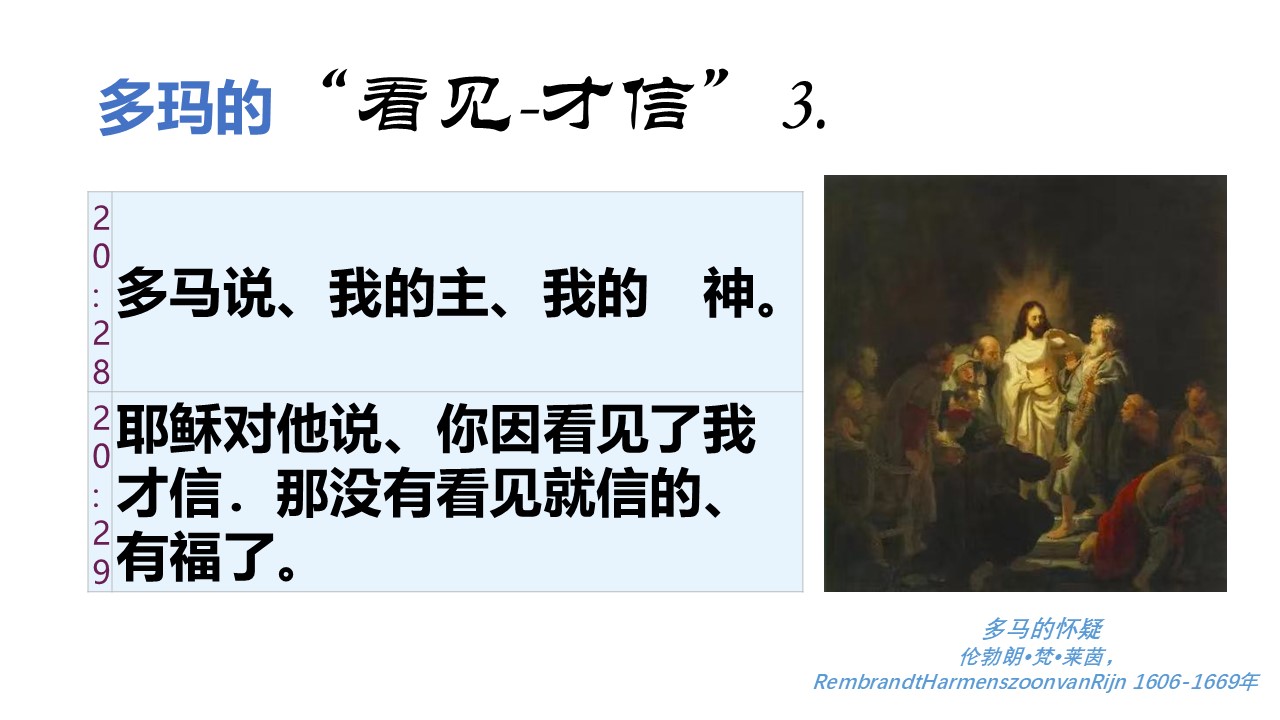 多玛的“看见-才信” 3.
20:28
多马说、我的主、我的　神。
20:29
耶稣对他说、你因看见了我
才信．那没有看见就信的、
有福了。
多马的怀疑
伦勃朗•梵•莱茵，
RembrandtHarmenszoonvanRijn 1606-1669年